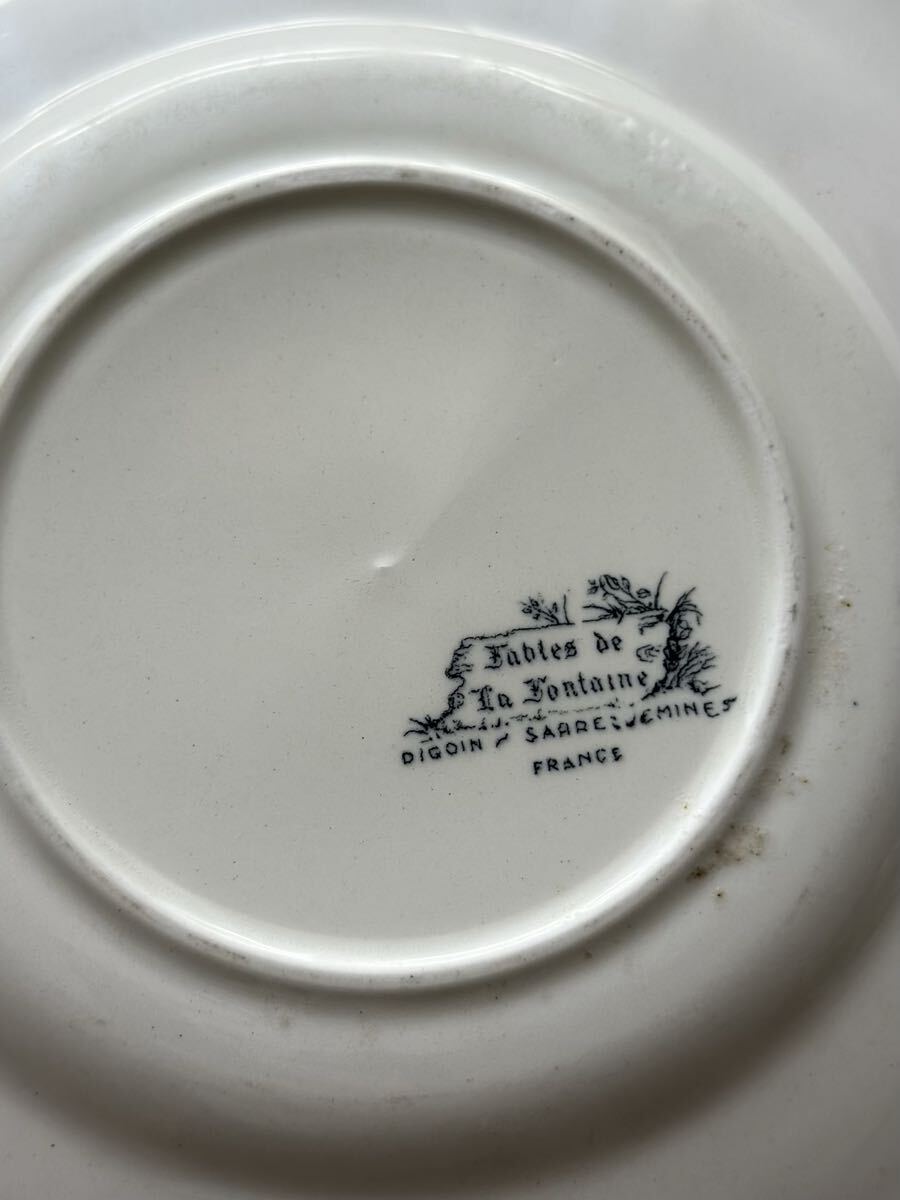 Fables de
La Fontaine
DIGOIN / SARREGUEMINES
FRANCE